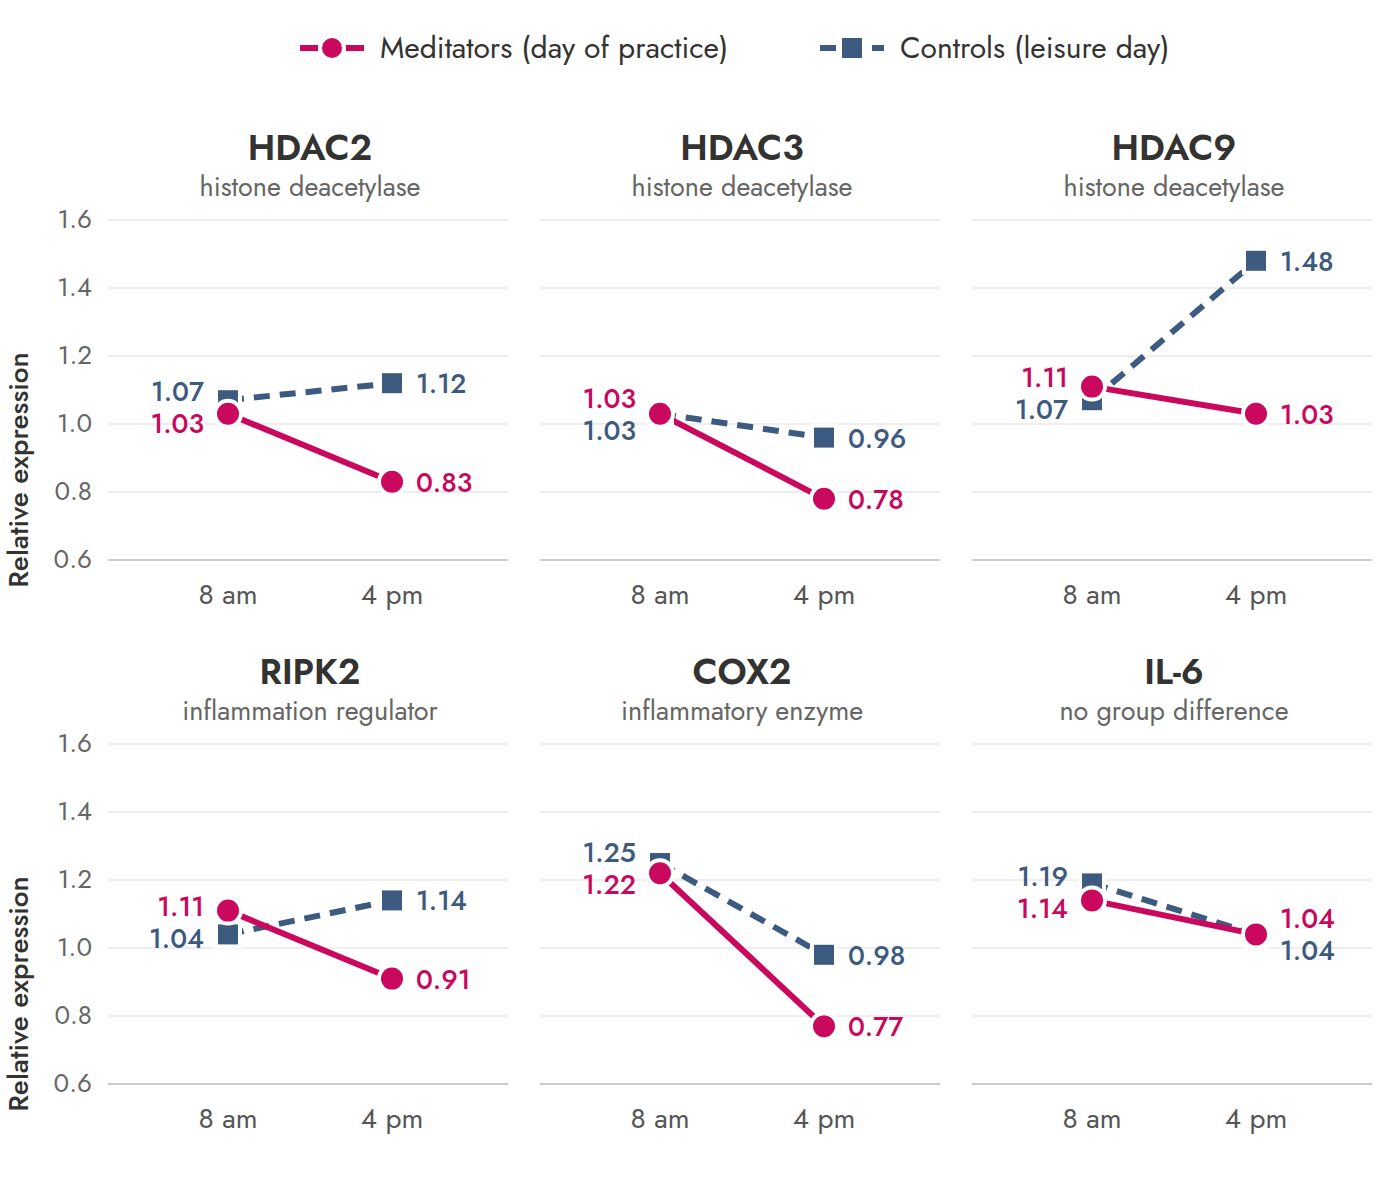 Meditators (day of practice)
Controls (leisure day)
HDAC2
histone deacetylase
HDAC3
histone deacetylase
HDAC9
histone deacetylase
Relative expression
1.6
1.4
1.2
1.0
0.8
0.6
1.07
1.03
1.12
0.83
8 am
4 pm
1.03
1.03
0.96
0.78
8 am
4 pm
1.11
1.07
1.48
1.03
8 am
4 pm
RIPK2
inflammation regulator
COX2
inflammatory enzyme
IL-6
no group difference
Relative expression
1.6
1.4
1.2
1.0
0.8
0.6
1.11
1.04
1.14
0.91
8 am
4 pm
1.25
1.22
0.98
0.77
8 am
4 pm
1.19
1.14
1.04
1.04
8 am
4 pm